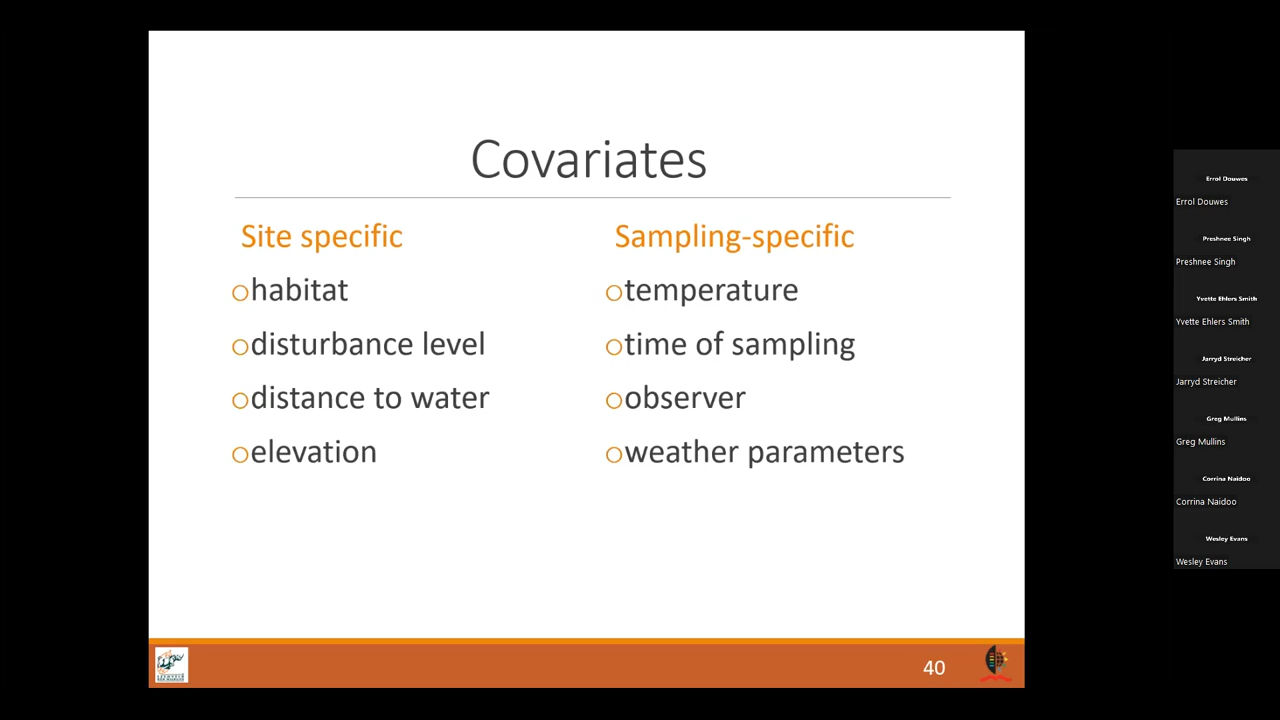 Covariates
Site specific
habitat
disturbance level
distance to water
elevation
Sampling-specific
temperature
time of sampling
observer
weather parameters
40
Errol Douwes
Errol Douwes
Preshnee Singh
Preshnee Singh
Yvette Ehlers Smith
Yvette Ehlers Smith
Jarryd Streicher
Jarryd Streicher
Greg Mullins
Greg Mullins
Corrina Naidoo
Corrina Naidoo
Wesley Evans
Wesley Evans